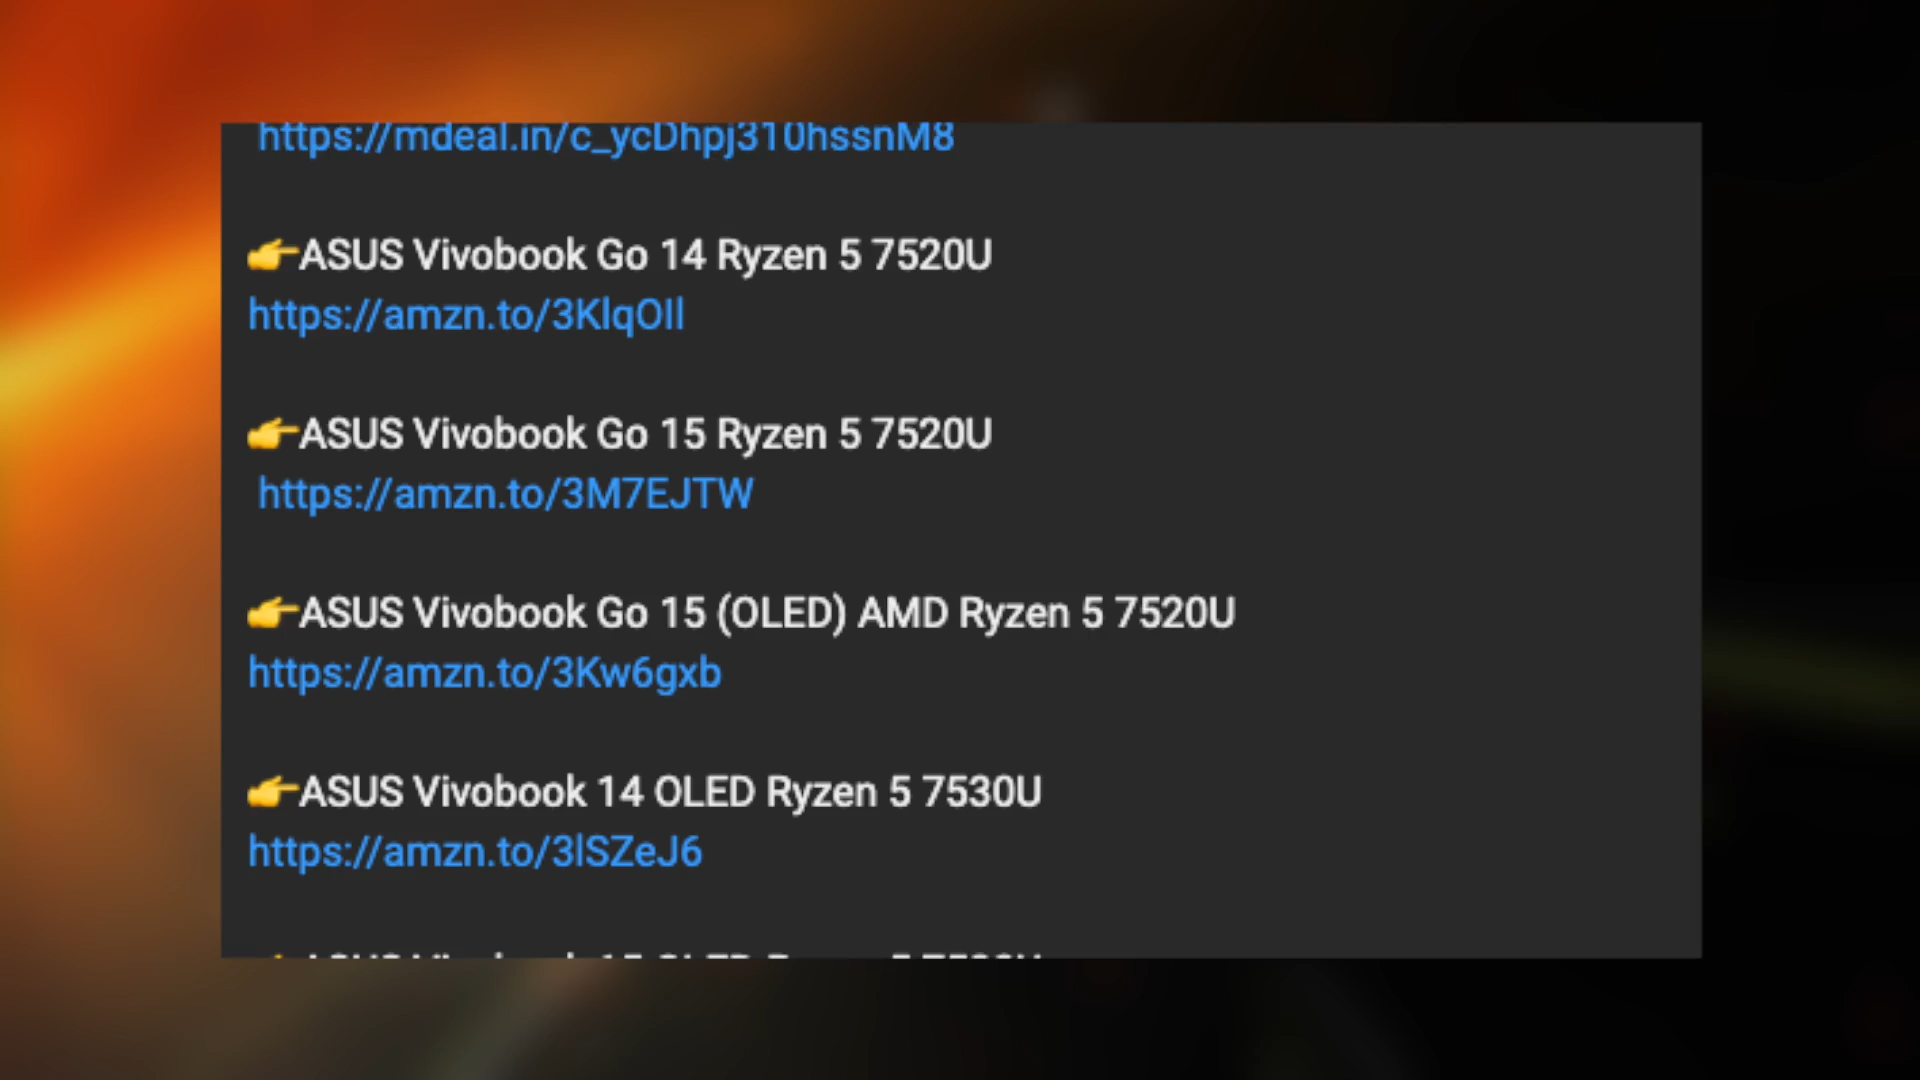 https://mdeal.in/c_ycDhpj310hssnM8
👉ASUS Vivobook Go 14 Ryzen 5 7520U
https://amzn.to/3KlqOIl
👉ASUS Vivobook Go 15 Ryzen 5 7520U
https://amzn.to/3M7EJTW
👉ASUS Vivobook Go 15 (OLED) AMD Ryzen 5 7520U
https://amzn.to/3Kw6gxb
👉ASUS Vivobook 14 OLED Ryzen 5 7530U
https://amzn.to/3lSZeJ6